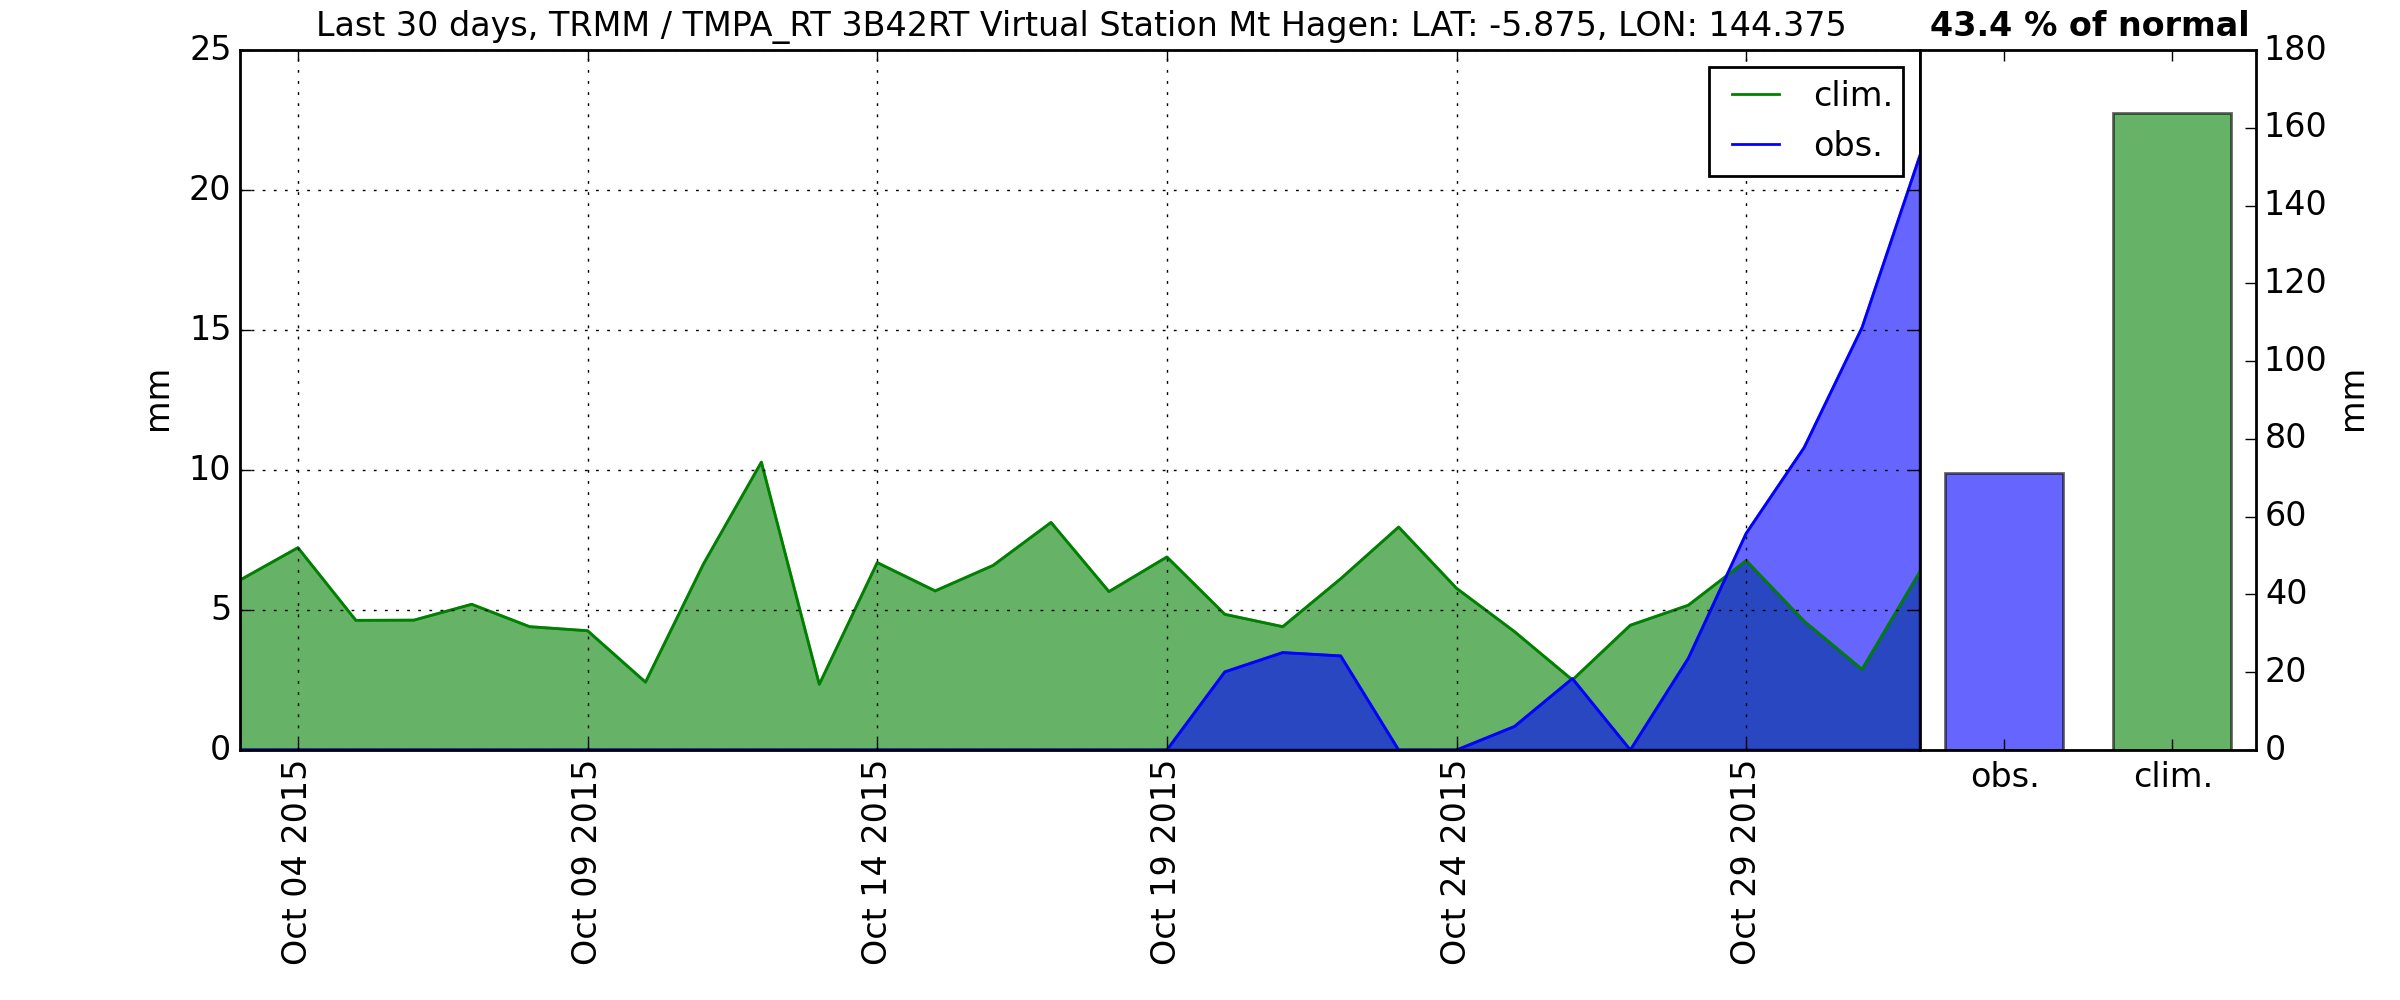 Last 30 days, TRMM / TMPA_RT 3B42RT Virtual Station Mt Hagen: LAT: -5.875, LON: 144.375
43.4 % of normal
25
20
15
10
5
0
mm
clim.
obs.
Oct 04 2015
Oct 09 2015
Oct 14 2015
Oct 19 2015
Oct 24 2015
Oct 29 2015
obs.
clim.
180
160
140
120
100
80
60
40
20
0
mm